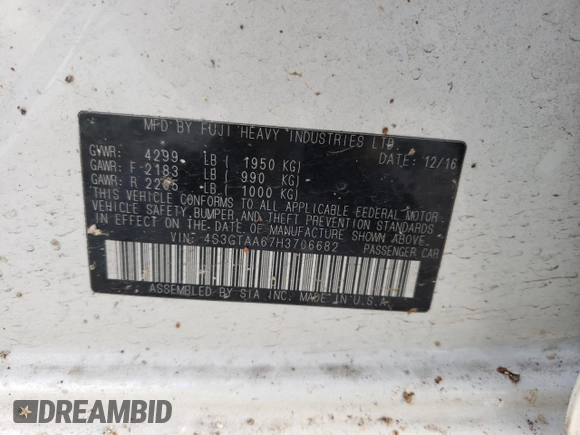 MFD BY FUJI HEAVY INDUSTRIES LTD.
GVWR: 4299 LB ( 1950 KG) DATE: 12/16
GAWR: F 2183 LB ( 990 KG)
GAWR: R 2205 LB ( 1000 KG)
THIS VEHICLE CONFORMS TO ALL APPLICABLE FEDERAL MOTOR
VEHICLE SAFETY, BUMPER, AND THEFT PREVENTION STANDARDS
IN EFFECT ON THE DATE OF MANUFACTURE SHOWN ABOVE.
VIN: 4S3GTAA67H3706682 PASSENGER CAR
ASSEMBLED BY SIA INC. MADE IN U.S.A.
DREAMBID